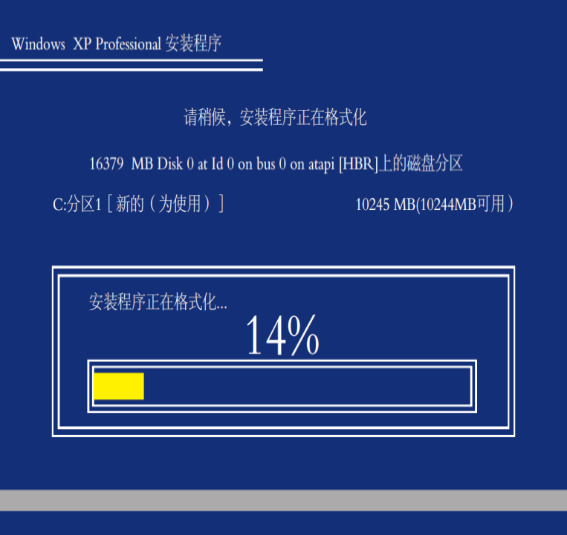 Windows XP Professional 安装程序
请稍候，安装程序正在格式化
16379 MB Disk 0 at Id 0 on bus 0 on atapi [HBR]上的磁盘分区
C:分区1［新的（为使用）］ 10245 MB(10244MB可用）
安装程序正在格式化...
14%